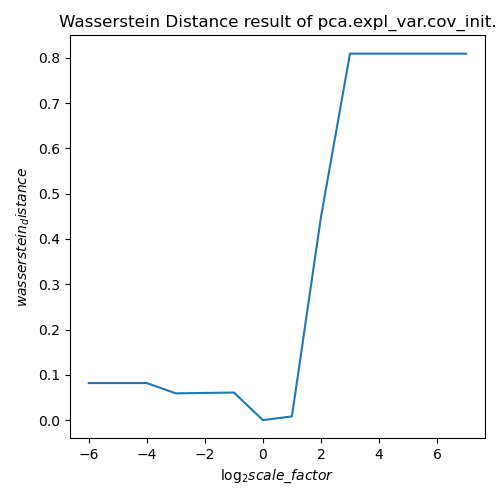 Wasserstein Distance result of pca.expl_var.cov_init.
0.8
0.7
0.6
0.5
0.4
0.3
0.2
0.1
0.0
wasserstein_distance
−6 −4 −2 0 2 4 6
log₂scale_factor